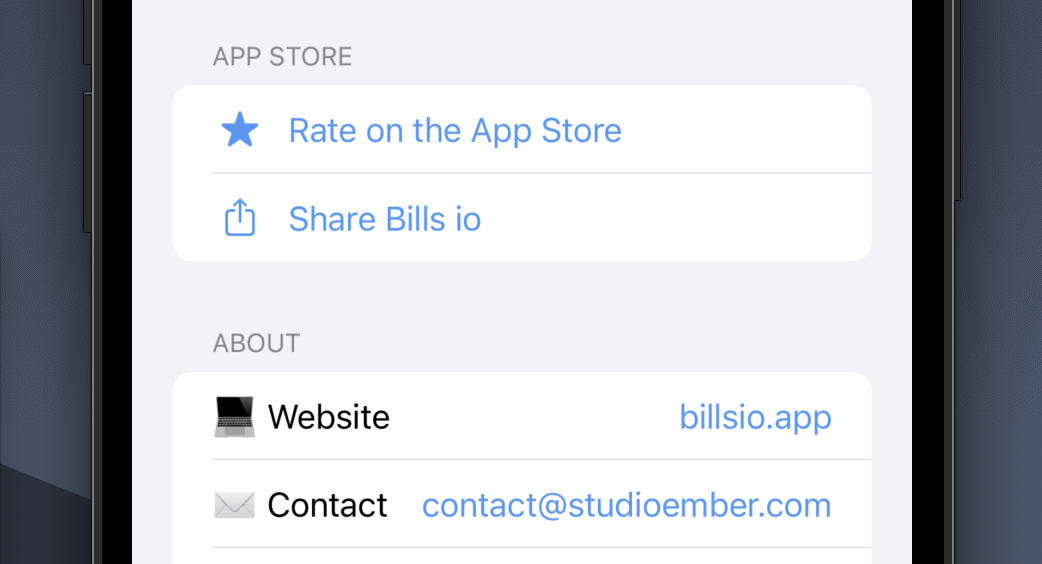 APP STORE
Rate on the App Store
Share Bills io
ABOUT
Website billsio.app
Contact contact@studioember.com